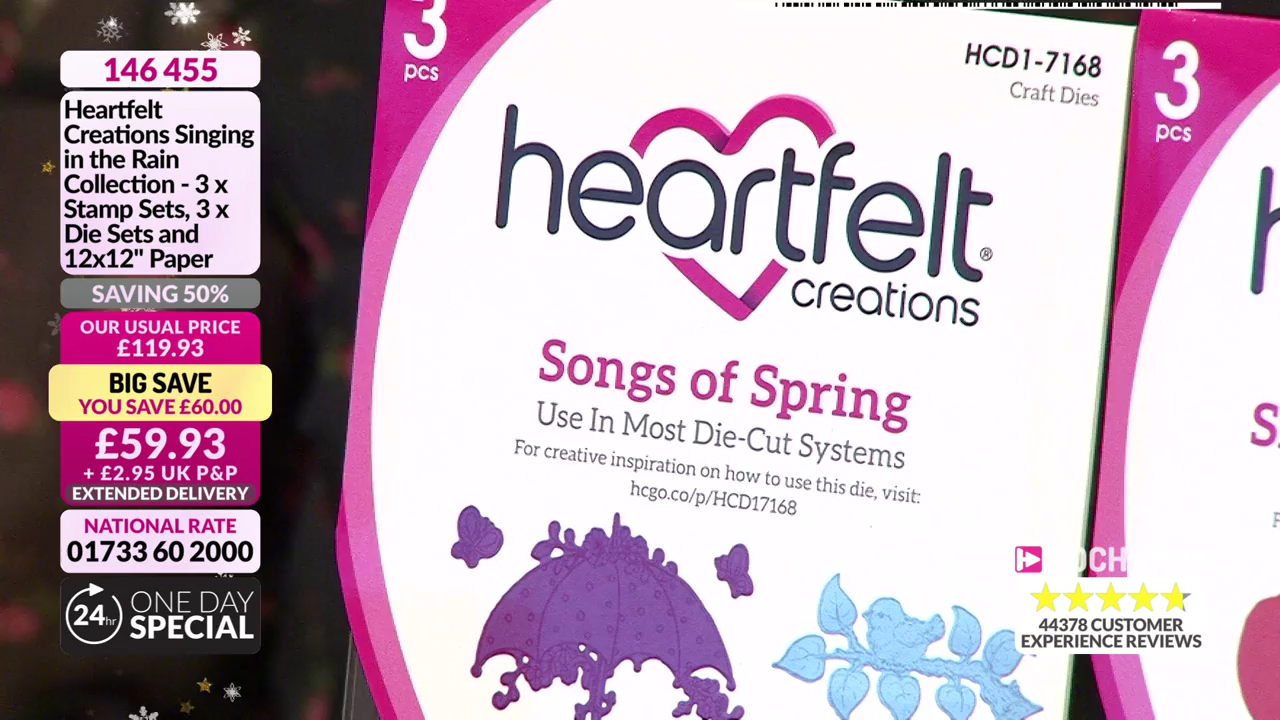 146 455
Heartfelt
Creations Singing
in the Rain
Collection - 3 x
Stamp Sets, 3 x
Die Sets and
12x12" Paper
SAVING 50%
OUR USUAL PRICE
£119.93
BIG SAVE
YOU SAVE £60.00
£59.93
+ £2.95 UK P&P
EXTENDED DELIVERY
NATIONAL RATE
01733 60 2000
24hr
ONE DAY
SPECIAL
3
pcs
HCD1-7168
Craft Dies
heartfelt®
creations
Songs of Spring
Use In Most Die-Cut Systems
For creative inspiration on how to use this die, visit:
hcgo.co/p/HCD17168
3
pcs
44378 CUSTOMER
EXPERIENCE REVIEWS